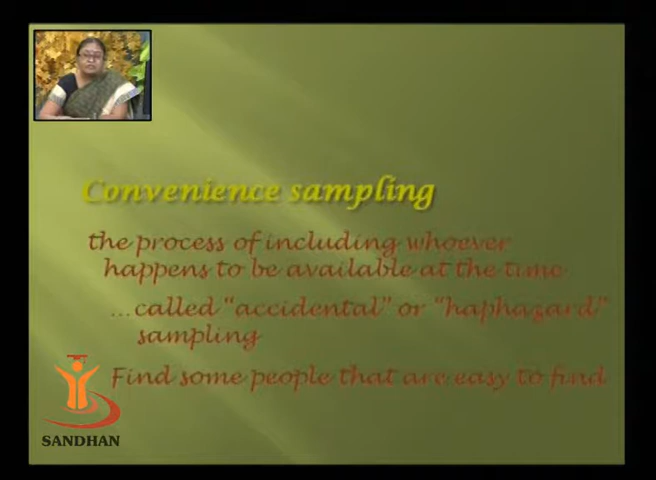 Convenience sampling
the process of including whoever
happens to be available at the time
...called "accidental" or "haphazard"
sampling
Find some people that are easy to find
SANDHAN